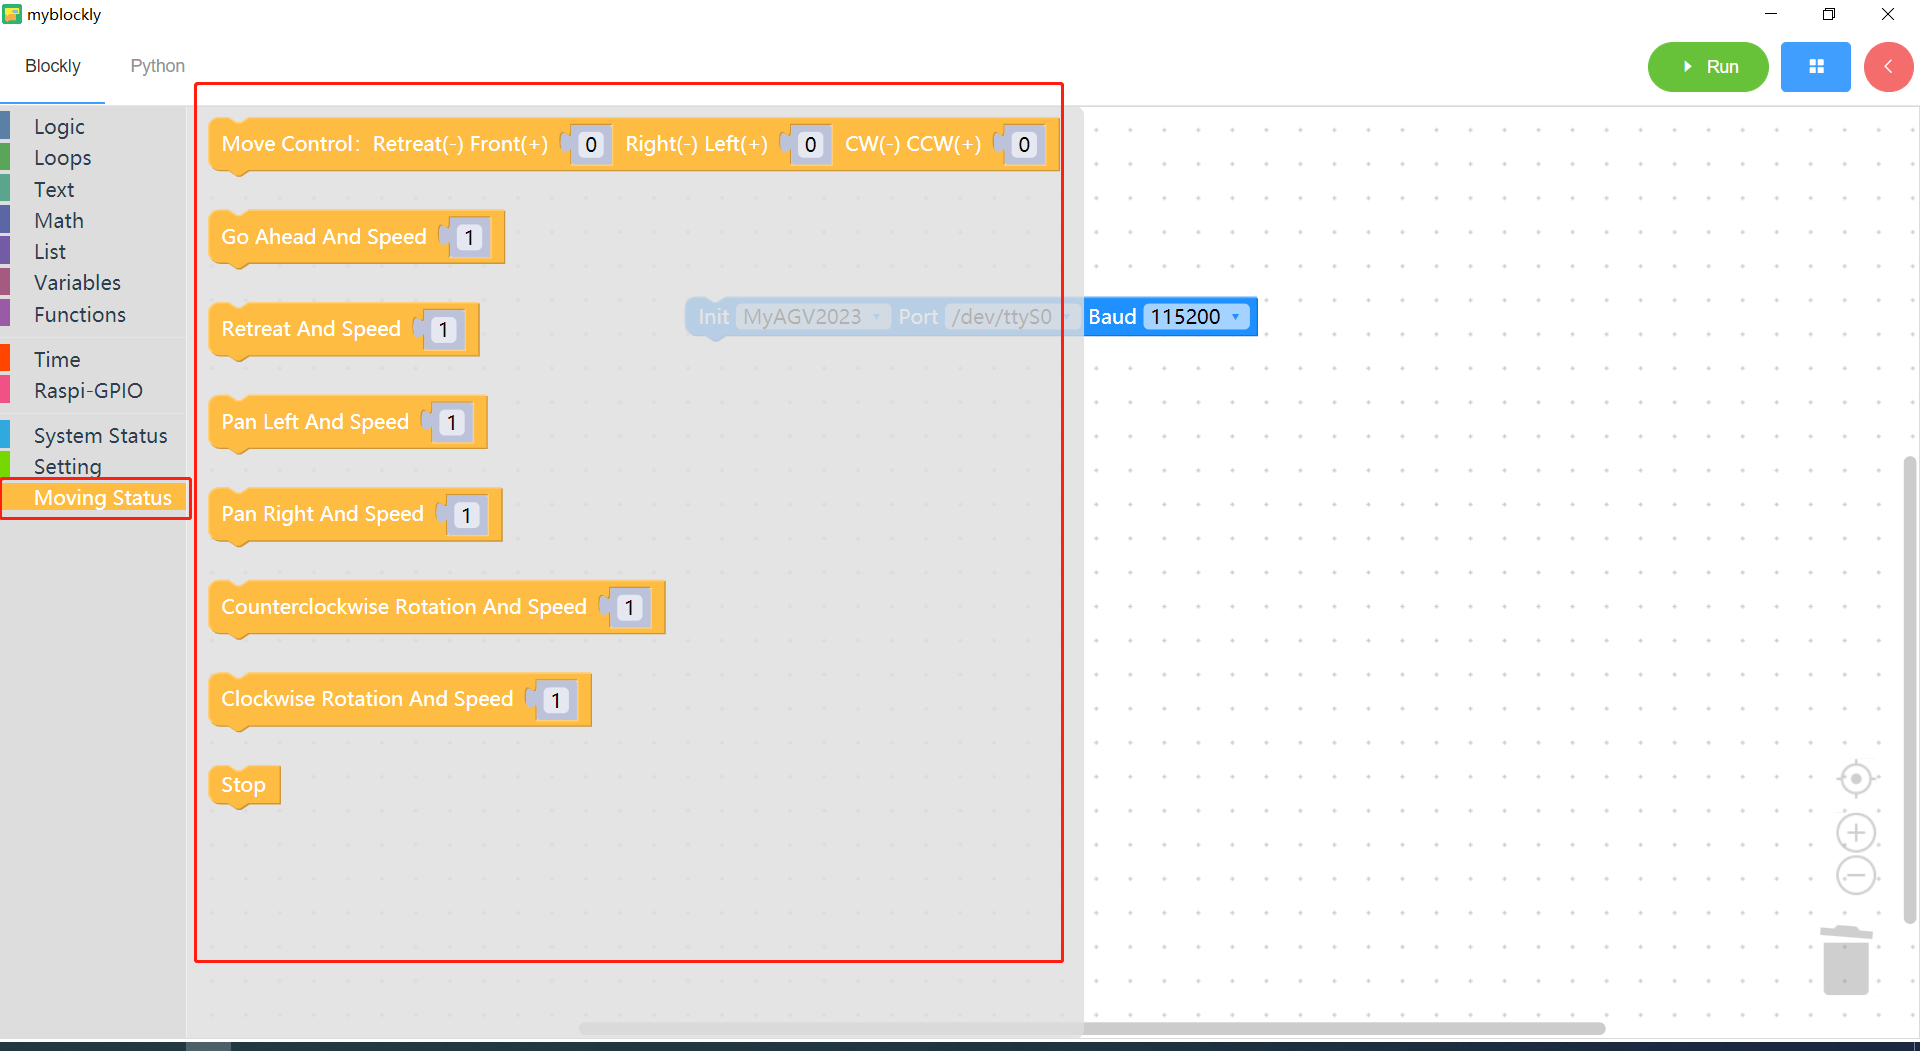 myblockly
Blockly Python
Run
Logic
Loops
Text
Math
List
Variables
Functions
Time
Raspi-GPIO
System Status
Setting
Moving Status
Move Control: Retreat(-) Front(+) 0 Right(-) Left(+) 0 CW(-) CCW(+) 0
Go Ahead And Speed 1
Init MyAGV2023 Port /dev/ttyS0 Baud 115200
Retreat And Speed 1
Pan Left And Speed 1
Pan Right And Speed 1
Counterclockwise Rotation And Speed 1
Clockwise Rotation And Speed 1
Stop